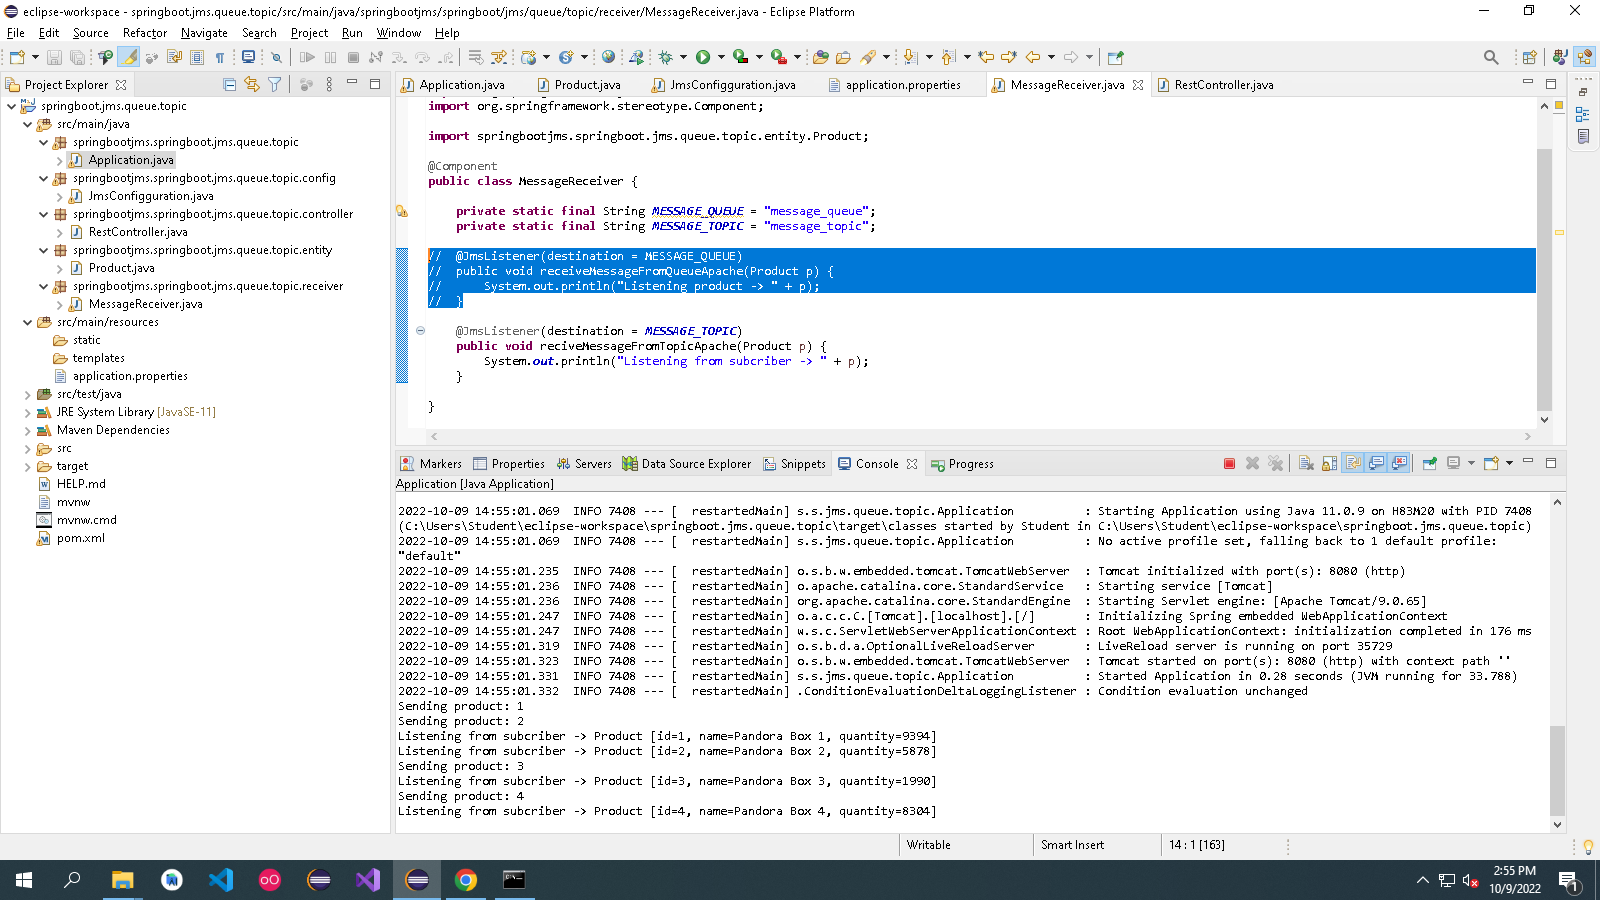 eclipse-workspace - springboot.jms.queue.topic/src/main/java/springbootjms/springboot/jms/queue/topic/receiver/MessageReceiver.java - Eclipse Platform
File Edit Source Refactor Navigate Search Project Run Window Help
Project Explorer
springboot.jms.queue.topic
src/main/java
springbootjms.springboot.jms.queue.topic
Application.java
springbootjms.springboot.jms.queue.topic.config
JmsConfigguration.java
springbootjms.springboot.jms.queue.topic.controller
RestController.java
springbootjms.springboot.jms.queue.topic.entity
Product.java
springbootjms.springboot.jms.queue.topic.receiver
MessageReceiver.java
src/main/resources
static
templates
application.properties
src/test/java
JRE System Library [JavaSE-11]
Maven Dependencies
src
target
HELP.md
mvnw
mvnw.cmd
pom.xml
Application.java Product.java JmsConfigguration.java application.properties MessageReceiver.java RestController.java
import org.springframework.stereotype.Component;
import springbootjms.springboot.jms.queue.topic.entity.Product;
@Component
public class MessageReceiver {
private static final String MESSAGE_QUEUE = "message_queue";
private static final String MESSAGE_TOPIC = "message_topic";
// @JmsListener(destination = MESSAGE_QUEUE)
// public void receiveMessageFromQueueApache(Product p) {
// System.out.println("Listening product -> " + p);
// }
@JmsListener(destination = MESSAGE_TOPIC)
public void reciveMessageFromTopicApache(Product p) {
System.out.println("Listening from subcriber -> " + p);
}
}
Markers Properties Servers Data Source Explorer Snippets Console Progress
Application [Java Application]
2022-10-09 14:55:01.069 INFO 7408 --- [ restartedMain] s.s.jms.queue.topic.Application : Starting Application using Java 11.0.9 on H83M20 with PID 7408
(C:\Users\Student\eclipse-workspace\springboot.jms.queue.topic\target\classes started by Student in C:\Users\Student\eclipse-workspace\springboot.jms.queue.topic)
2022-10-09 14:55:01.069 INFO 7408 --- [ restartedMain] s.s.jms.queue.topic.Application : No active profile set, falling back to 1 default profile:
"default"
2022-10-09 14:55:01.235 INFO 7408 --- [ restartedMain] o.s.b.w.embedded.tomcat.TomcatWebServer : Tomcat initialized with port(s): 8080 (http)
2022-10-09 14:55:01.236 INFO 7408 --- [ restartedMain] o.apache.catalina.core.StandardService : Starting service [Tomcat]
2022-10-09 14:55:01.236 INFO 7408 --- [ restartedMain] org.apache.catalina.core.StandardEngine : Starting Servlet engine: [Apache Tomcat/9.0.65]
2022-10-09 14:55:01.247 INFO 7408 --- [ restartedMain] o.a.c.c.C.[Tomcat].[localhost].[/] : Initializing Spring embedded WebApplicationContext
2022-10-09 14:55:01.247 INFO 7408 --- [ restartedMain] w.s.c.ServletWebServerApplicationContext : Root WebApplicationContext: initialization completed in 176 ms
2022-10-09 14:55:01.319 INFO 7408 --- [ restartedMain] o.s.b.d.a.OptionalLiveReloadServer : LiveReload server is running on port 35729
2022-10-09 14:55:01.323 INFO 7408 --- [ restartedMain] o.s.b.w.embedded.tomcat.TomcatWebServer : Tomcat started on port(s): 8080 (http) with context path ''
2022-10-09 14:55:01.331 INFO 7408 --- [ restartedMain] s.s.jms.queue.topic.Application : Started Application in 0.28 seconds (JVM running for 33.788)
2022-10-09 14:55:01.332 INFO 7408 --- [ restartedMain] .ConditionEvaluationDeltaLoggingListener : Condition evaluation unchanged
Sending product: 1
Sending product: 2
Listening from subcriber -> Product [id=1, name=Pandora Box 1, quantity=9394]
Listening from subcriber -> Product [id=2, name=Pandora Box 2, quantity=5878]
Sending product: 3
Listening from subcriber -> Product [id=3, name=Pandora Box 3, quantity=1990]
Sending product: 4
Listening from subcriber -> Product [id=4, name=Pandora Box 4, quantity=8304]
Writable Smart Insert 14 : 1 [163]
2:55 PM
10/9/2022
1